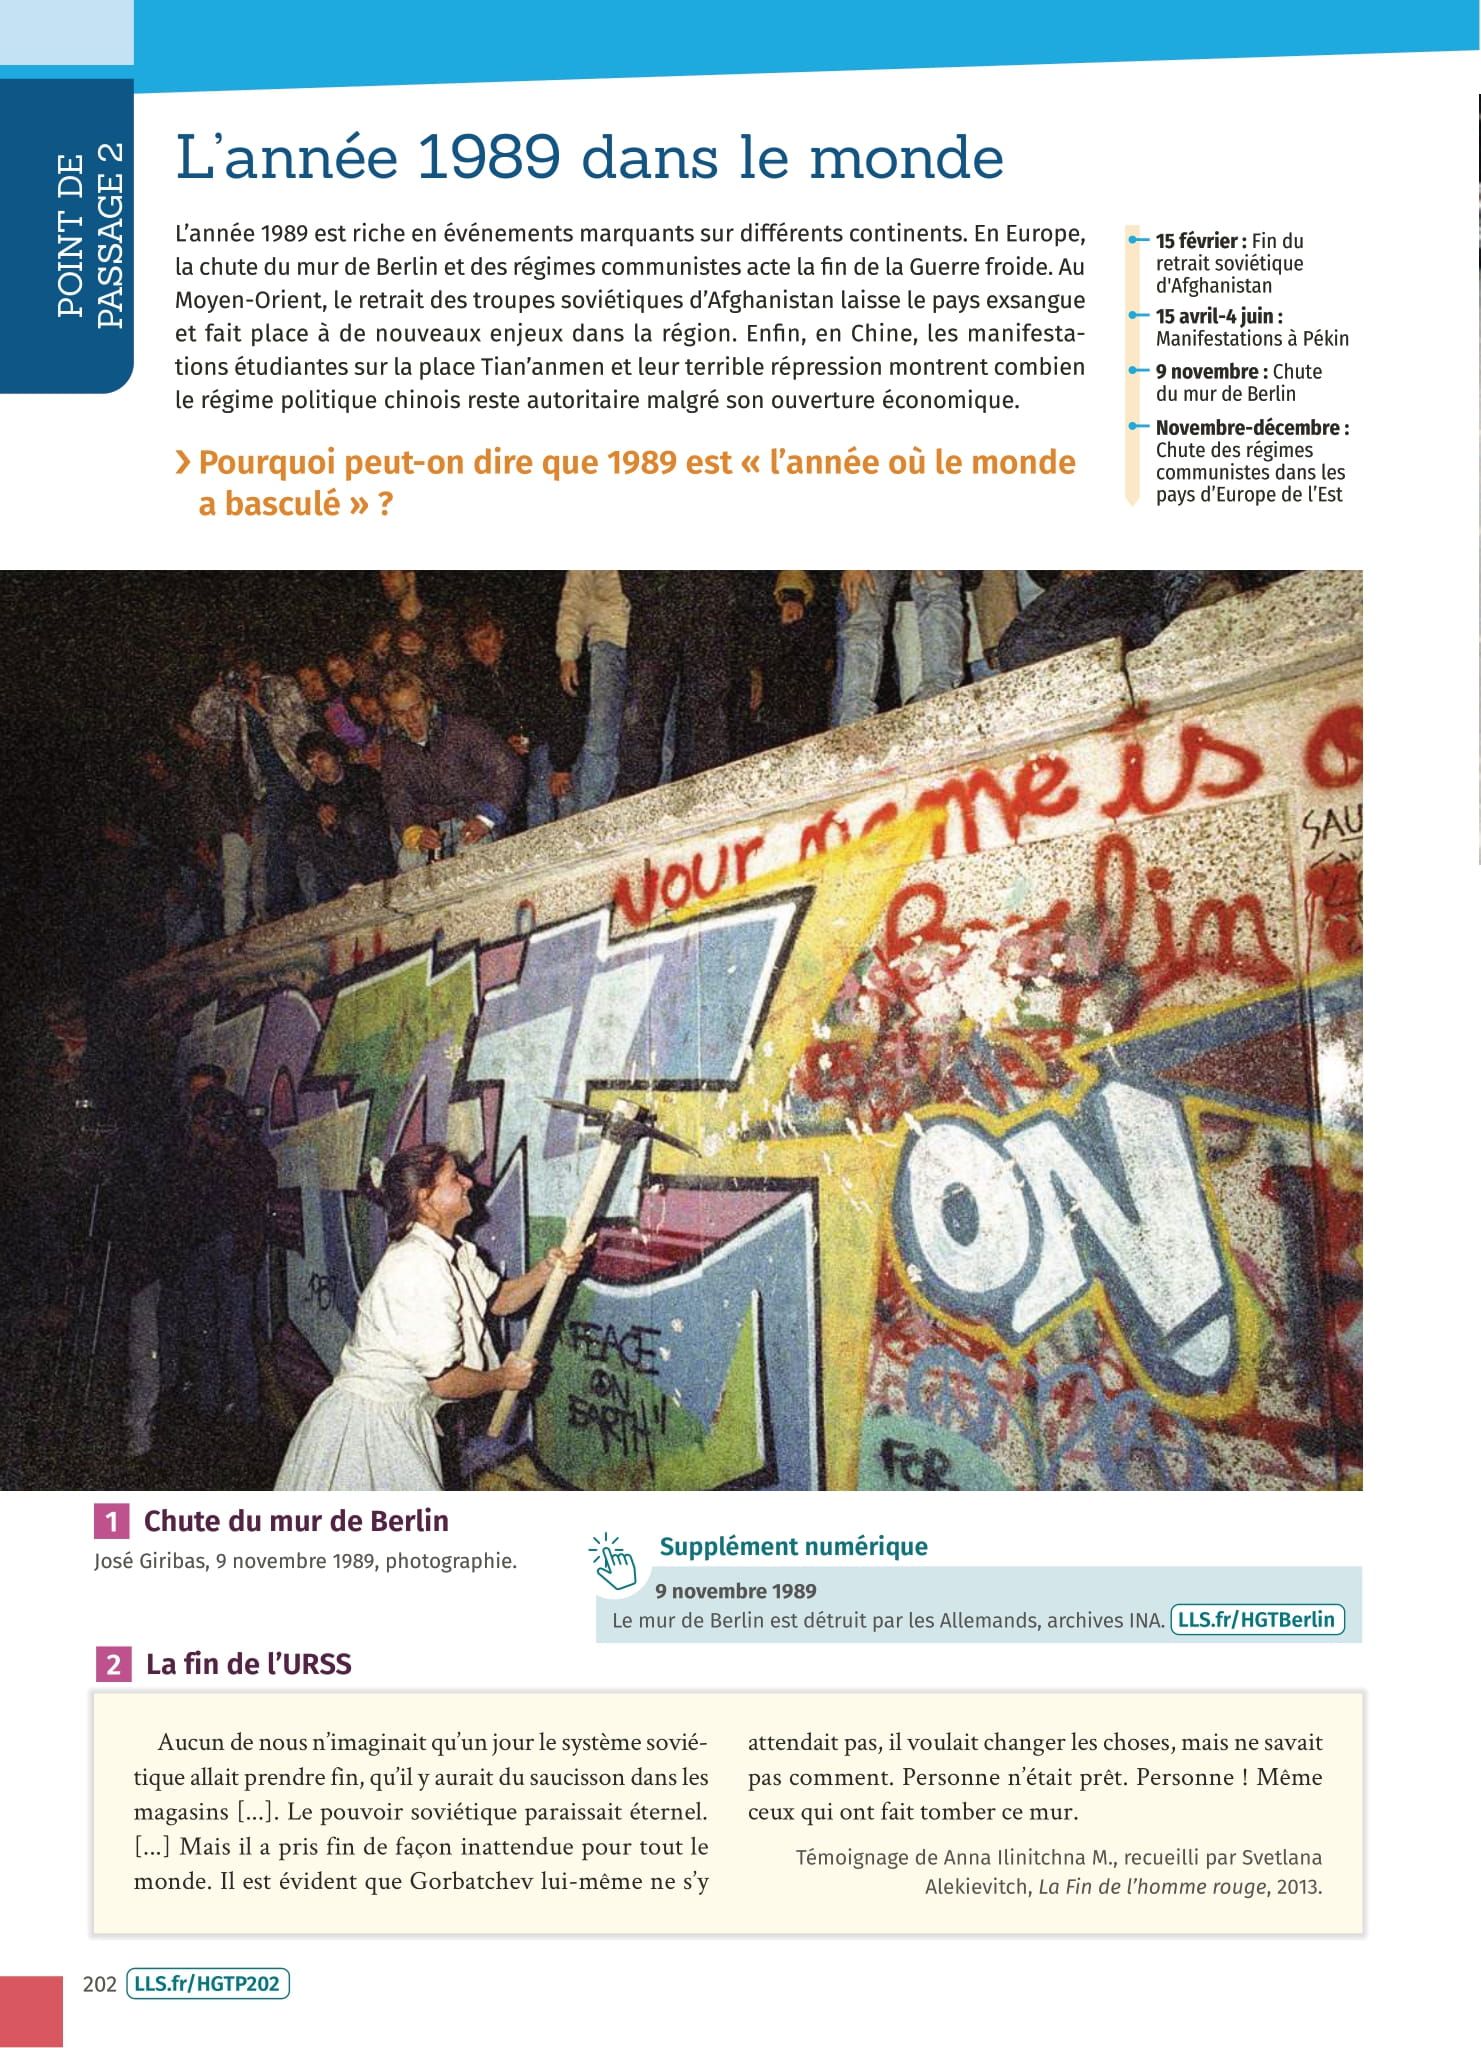 POINT DE
PASSAGE 2
L'année 1989 dans le monde
L'année 1989 est riche en événements marquants sur différents continents. En Europe,
la chute du mur de Berlin et des régimes communistes acte la fin de la Guerre froide. Au
Moyen-Orient, le retrait des troupes soviétiques d'Afghanistan laisse le pays exsangue
et fait place à de nouveaux enjeux dans la région. Enfin, en Chine, les manifesta-
tions étudiantes sur la place Tian'anmen et leur terrible répression montrent combien
le régime politique chinois reste autoritaire malgré son ouverture économique.
› Pourquoi peut-on dire que 1989 est « l'année où le monde
a basculé » ?
15 février : Fin du
retrait soviétique
d'Afghanistan
15 avril-4 juin :
Manifestations à Pékin
9 novembre : Chute
du mur de Berlin
Novembre-décembre :
Chute des régimes
communistes dans les
pays d'Europe de l'Est
Your name is
Berlin
SAU
ON
PEACE
ON
EARTH!
FOR
1 Chute du mur de Berlin
José Giribas, 9 novembre 1989, photographie.
Supplément numérique
9 novembre 1989
Le mur de Berlin est détruit par les Allemands, archives INA. LLS.fr/HGTBerlin
2 La fin de l'URSS
Aucun de nous n'imaginait qu'un jour le système sovié-
tique allait prendre fin, qu'il y aurait du saucisson dans les
magasins [...]. Le pouvoir soviétique paraissait éternel.
[...] Mais il a pris fin de façon inattendue pour tout le
monde. Il est évident que Gorbatchev lui-même ne s'y
attendait pas, il voulait changer les choses, mais ne savait
pas comment. Personne n'était prêt. Personne ! Même
ceux qui ont fait tomber ce mur.
Témoignage de Anna Ilinitchna M., recueilli par Svetlana
Alekievitch, La Fin de l'homme rouge, 2013.
202 LLS.fr/HGTP202